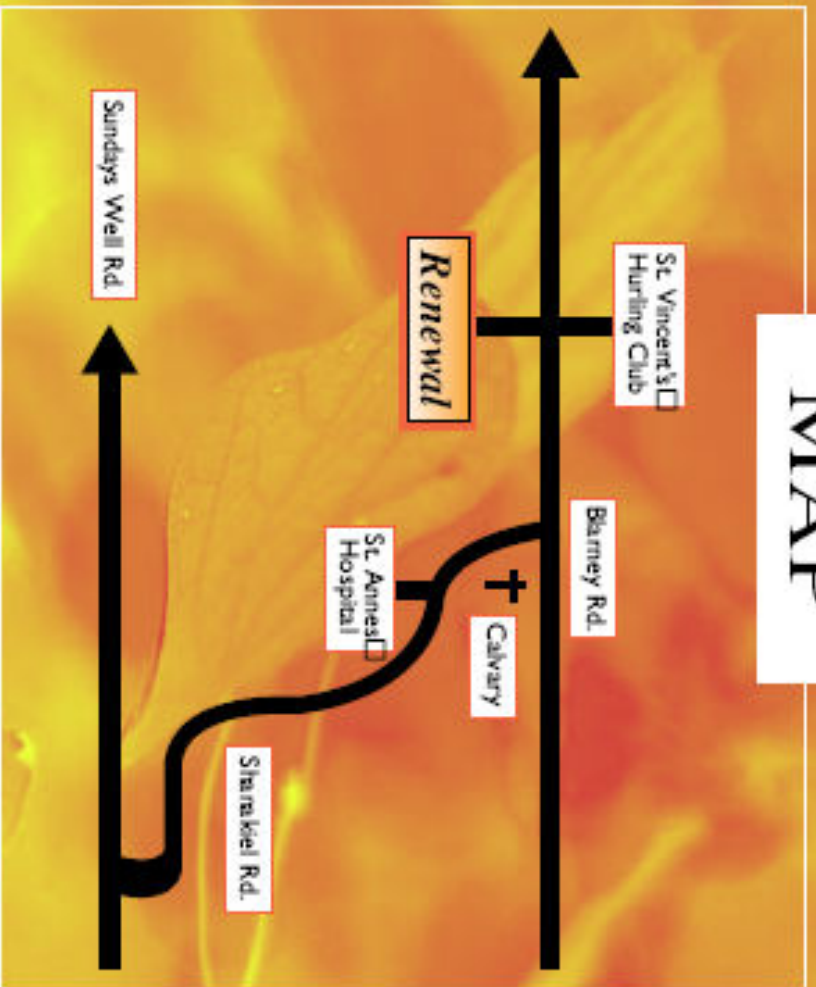 MAP
St. Vincent's
Hurling Club
Blarney Rd.
Renewal
Calvary
St. Annes
Hospital
Shanakiel Rd.
Sundays Well Rd.